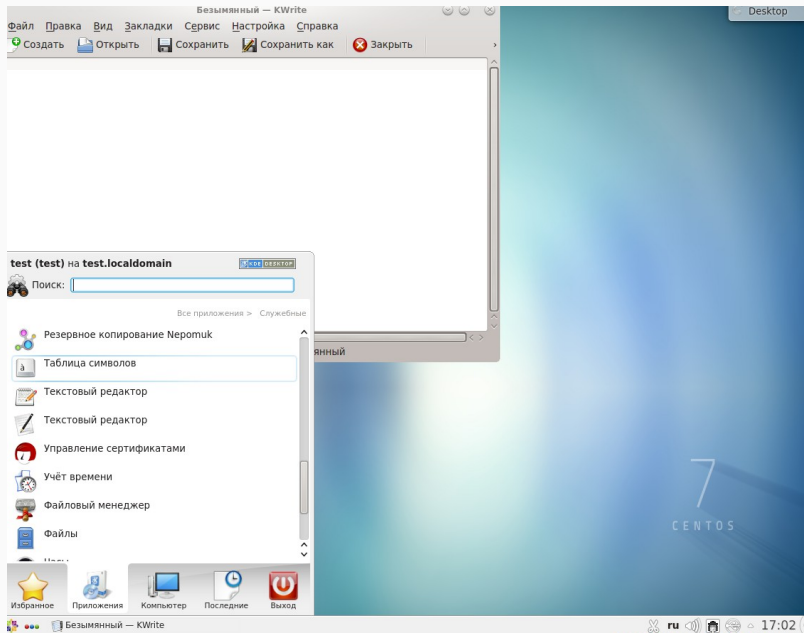 Безымянный — KWrite
Desktop
Файл Правка Вид Закладки Сервис Настройка Справка
Создать Открыть Сохранить Сохранить как Закрыть
test (test) на test.localdomain
KDE DESKTOP
Поиск:
Все приложения > Служебные
Резервное копирование Nepomuk
Таблица символов
Текстовый редактор
Текстовый редактор
Управление сертификатами
Учёт времени
Файловый менеджер
Файлы
янный
7
CENTOS
Избранное Приложения Компьютер Последние Выход
Безымянный — KWrite
ru
17:02